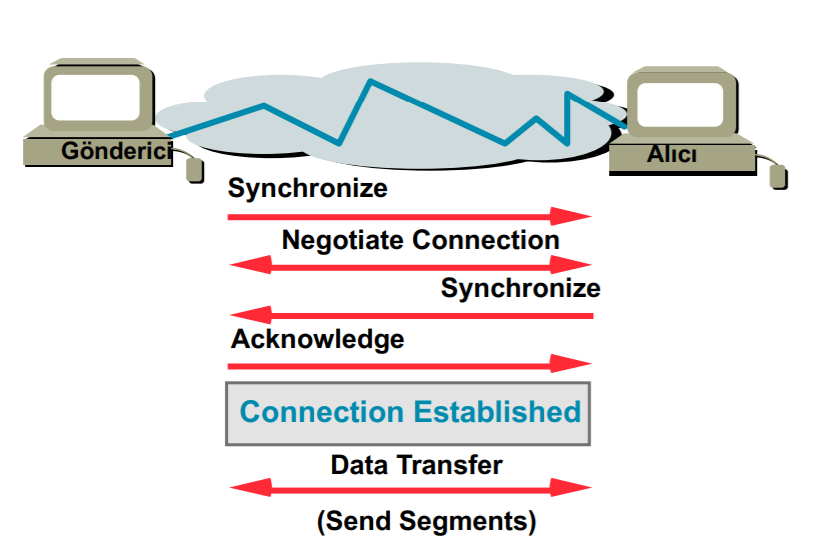 Gönderici
Alıcı
Synchronize
Negotiate Connection
Synchronize
Acknowledge
Connection Established
Data Transfer
(Send Segments)